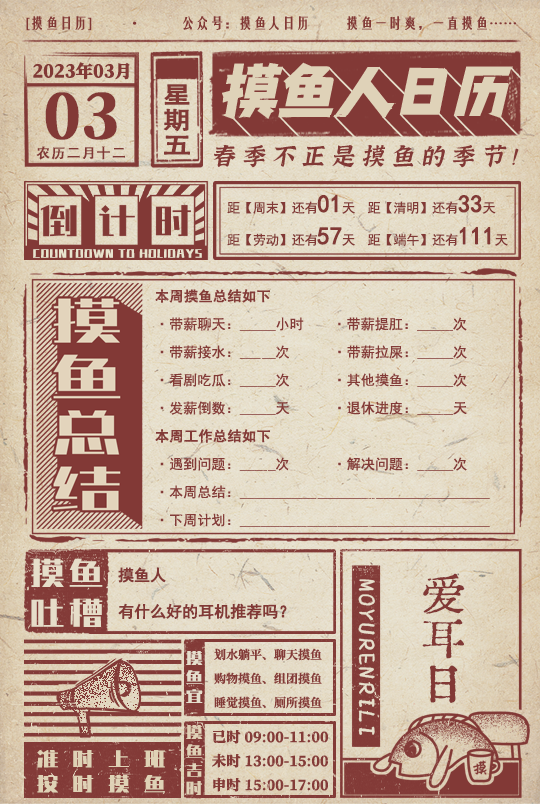 [摸鱼日历] · 公众号：摸鱼人日历 摸鱼一时爽，一直摸鱼……
2023年03月
03
农历二月十二
星期五
摸鱼人日历
春季不正是摸鱼的季节!
倒计时
COUNTDOWN TO HOLIDAYS
距【周末】还有01天 距【清明】还有33天
距【劳动】还有57天 距【端午】还有111天
摸鱼总结
本周摸鱼总结如下
·带薪聊天：____小时 ·带薪提肛：____次
·带薪接水：____次 ·带薪拉屎：____次
·看剧吃瓜：____次 ·其他摸鱼：____次
·发薪倒数：____天 ·退休进度：____天
本周工作总结如下
·遇到问题：____次 ·解决问题：____次
·本周总结：____
·下周计划：____
摸鱼
吐槽
摸鱼人
有什么好的耳机推荐吗?
准时上班
按时摸鱼
摸鱼宜
划水躺平、聊天摸鱼
购物摸鱼、组团摸鱼
睡觉摸鱼、厕所摸鱼
摸鱼吉时
巳时 09:00-11:00
未时 13:00-15:00
申时 15:00-17:00
MOYURENRILI
爱耳日
摸